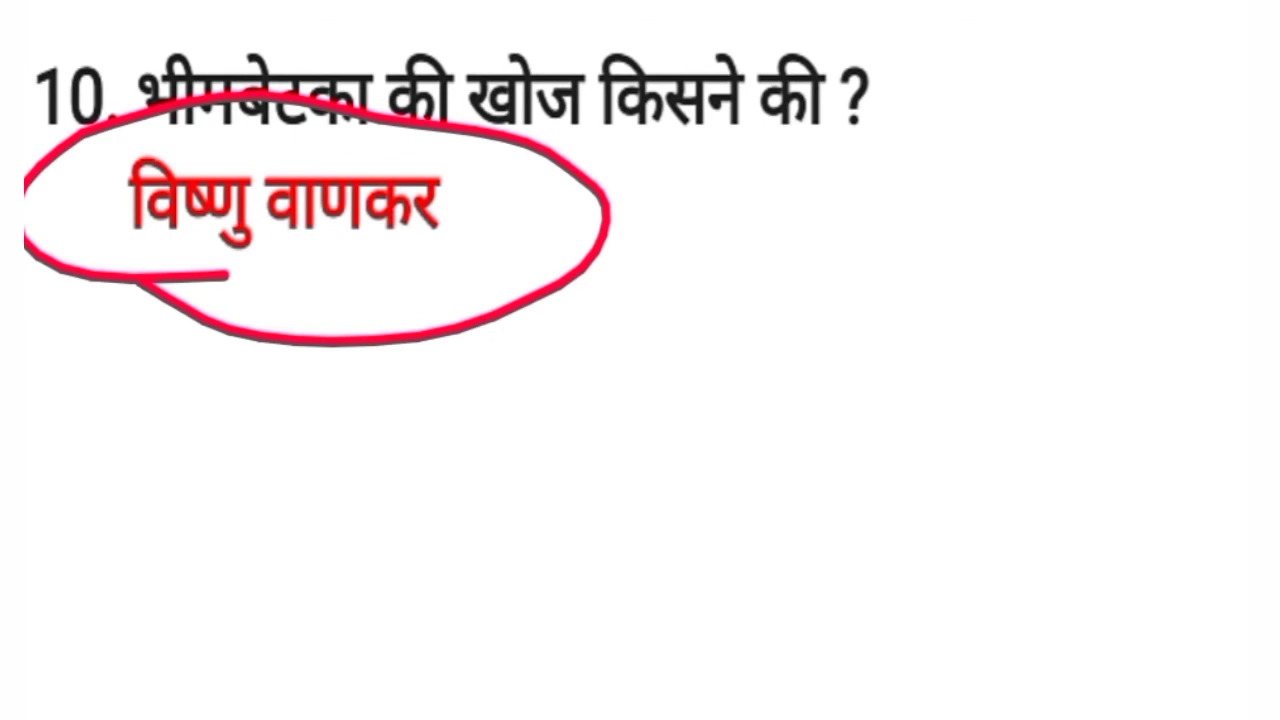 10. भीमबेटका की खोज किसने की ?
विष्णु वाणकर